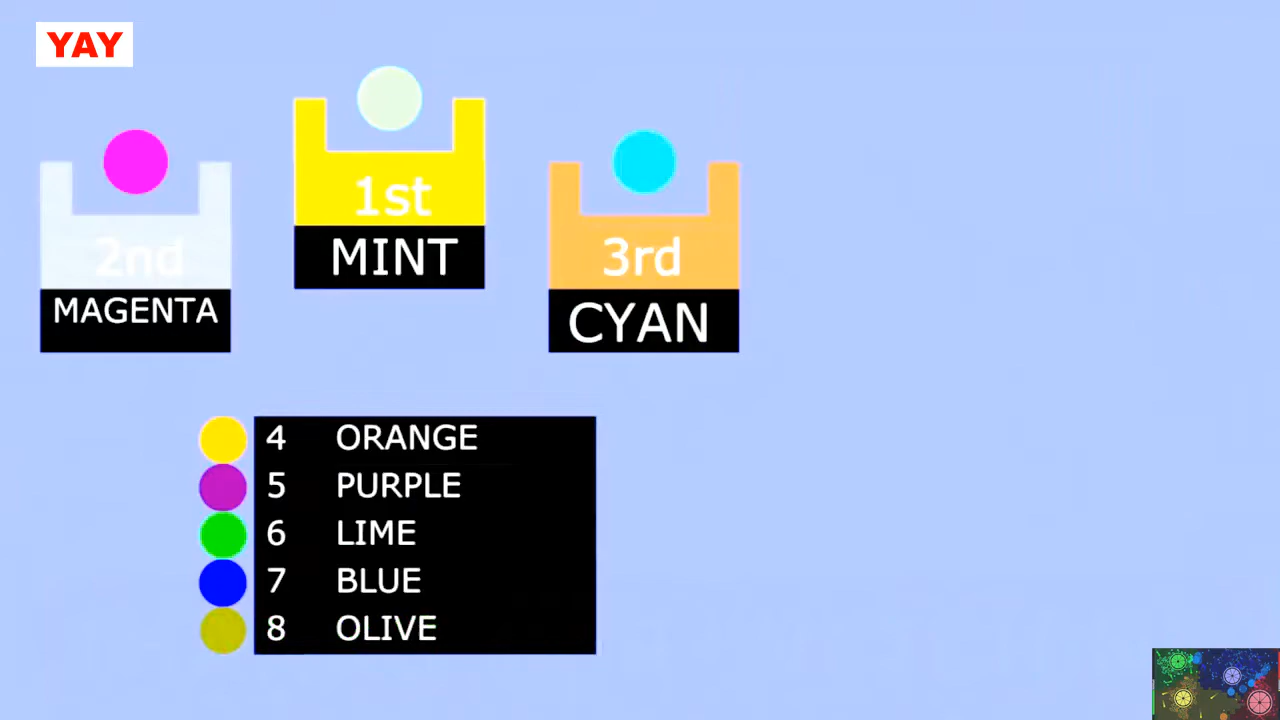 YAY
1st
MINT
2nd
MAGENTA
3rd
CYAN
4 ORANGE
5 PURPLE
6 LIME
7 BLUE
8 OLIVE